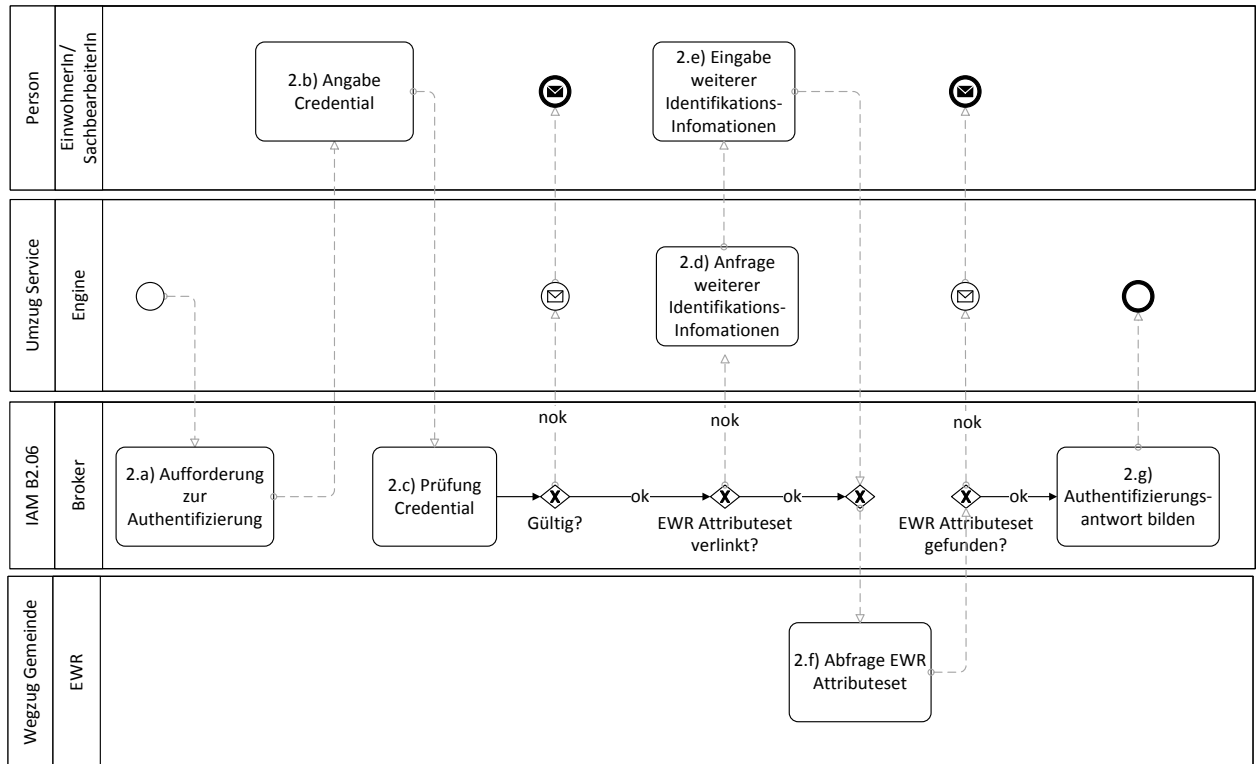 Person
EinwohnerIn/
SachbearbeiterIn
2.b) Angabe
Credential
2.e) Eingabe
weiterer
Identifikations-
Infomationen
Umzug Service
Engine
2.d) Anfrage
weiterer
Identifikations-
Infomationen
IAM B2.06
Broker
2.a) Aufforderung
zur
Authentifizierung
2.c) Prüfung
Credential
nok
X
Gültig?
ok
nok
X
EWR Attributeset
verlinkt?
ok
X
nok
X
EWR Attributeset
gefunden?
ok
2.g)
Authentifizierungs-
antwort bilden
Wegzug Gemeinde
EWR
2.f) Abfrage EWR
Attributeset